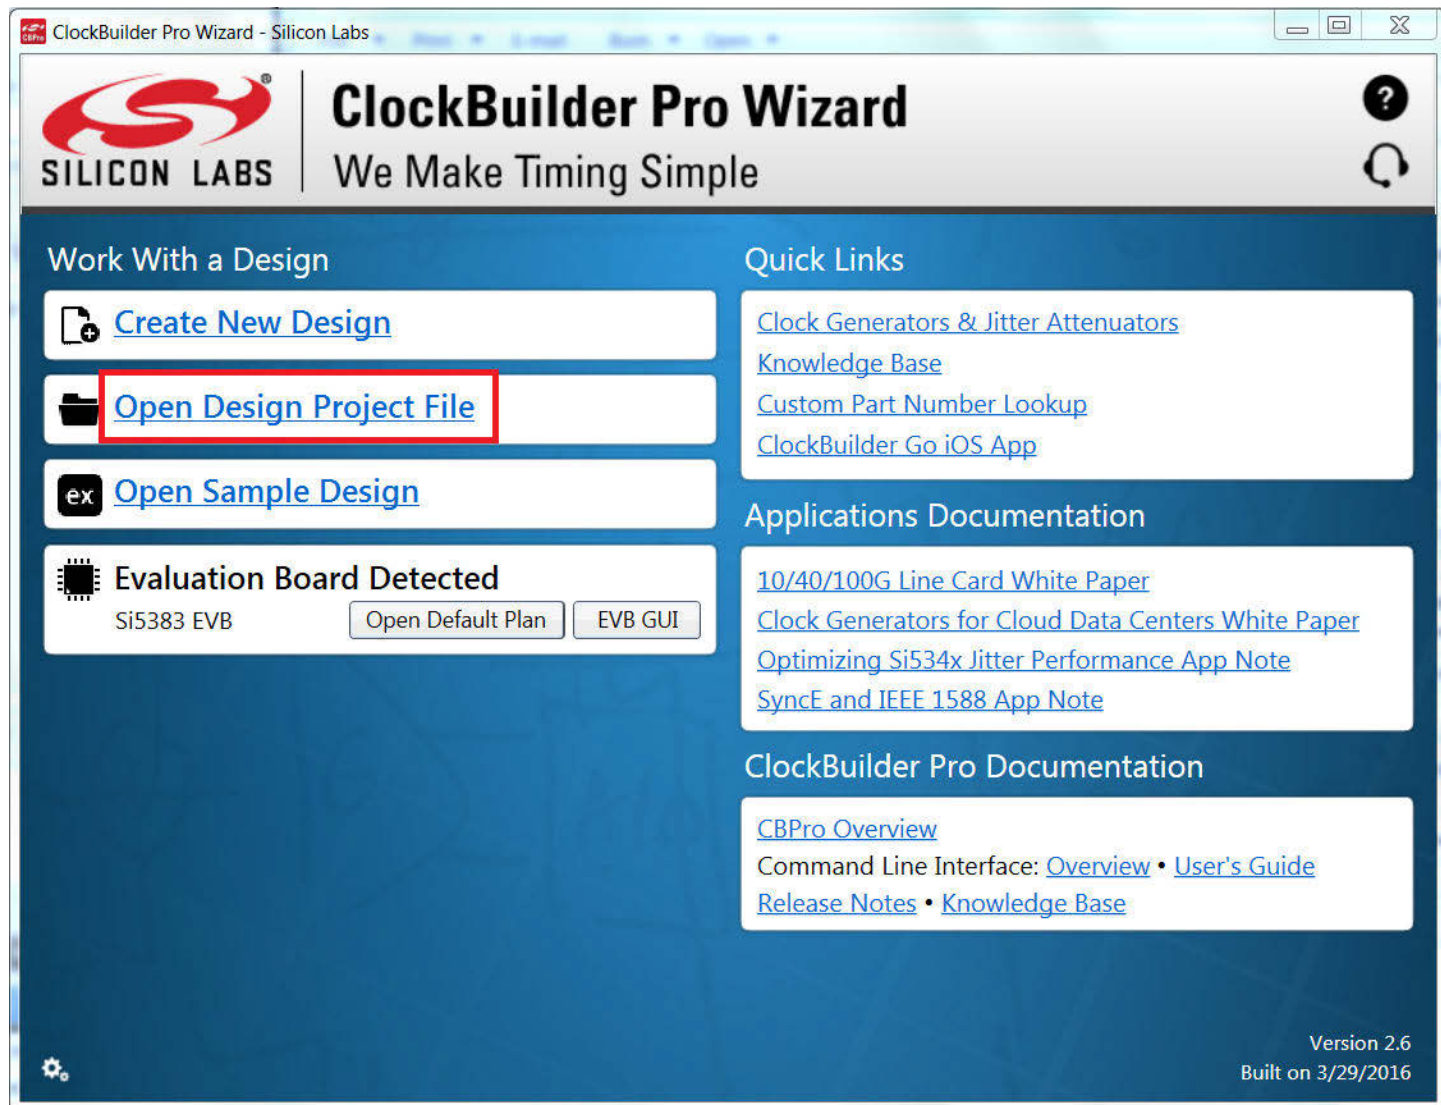 ClockBuilder Pro Wizard - Silicon Labs
SILICON LABS
®
ClockBuilder Pro Wizard
We Make Timing Simple
?
Work With a Design
Create New Design
Open Design Project File
ex Open Sample Design
Evaluation Board Detected
Si5383 EVB Open Default Plan EVB GUI
Quick Links
Clock Generators & Jitter Attenuators
Knowledge Base
Custom Part Number Lookup
ClockBuilder Go iOS App
Applications Documentation
10/40/100G Line Card White Paper
Clock Generators for Cloud Data Centers White Paper
Optimizing Si534x Jitter Performance App Note
SyncE and IEEE 1588 App Note
ClockBuilder Pro Documentation
CBPro Overview
Command Line Interface: Overview • User's Guide
Release Notes • Knowledge Base
Version 2.6
Built on 3/29/2016